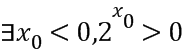 ∃x₀ < 0, 2^{x₀} > 0